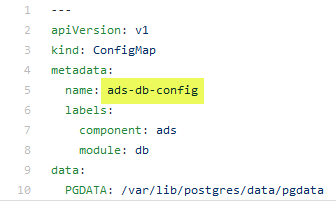 1 ---
2 apiVersion: v1
3 kind: ConfigMap
4 metadata:
5   name: ads-db-config
6   labels:
7     component: ads
8     module: db
9 data:
10   PGDATA: /var/lib/postgres/data/pgdata